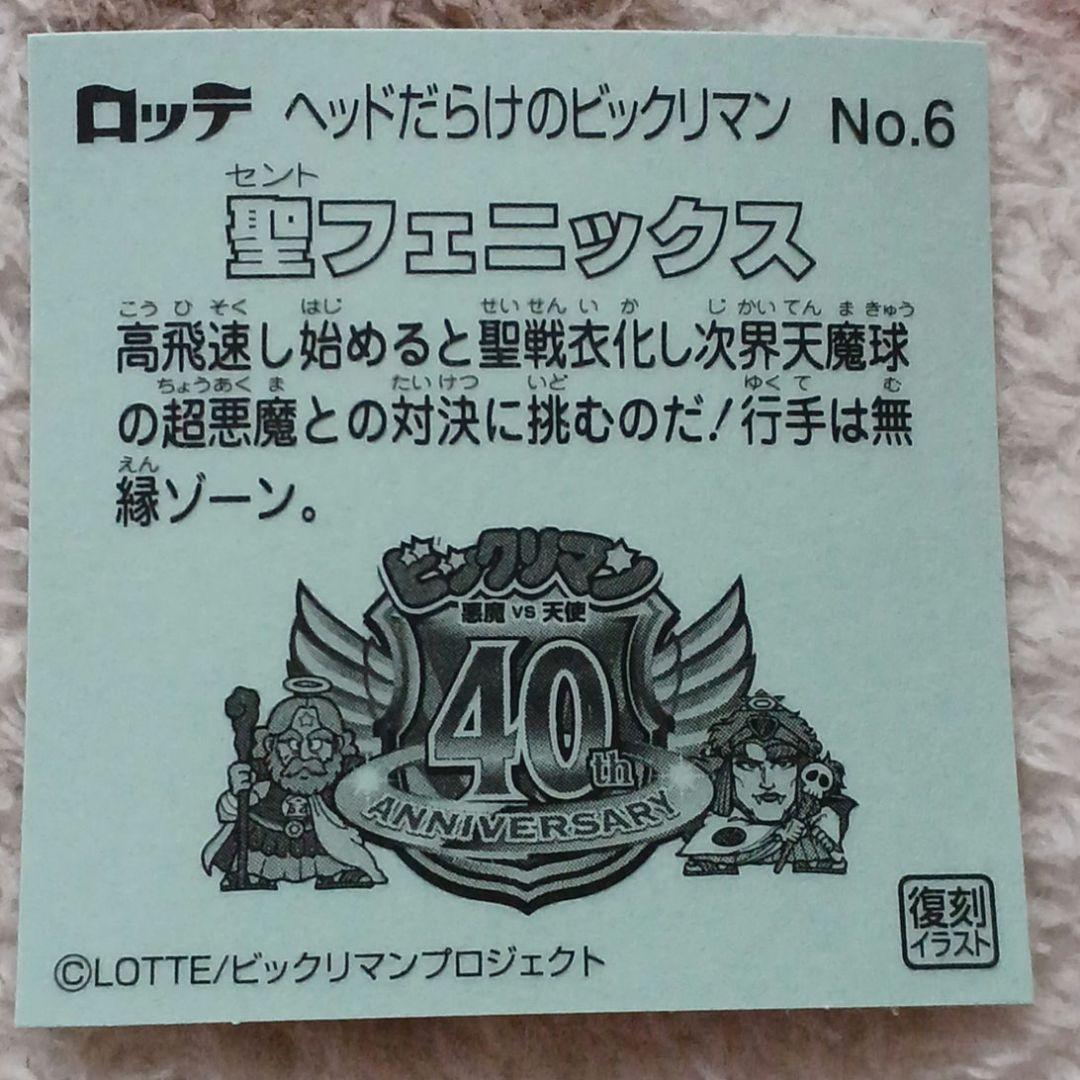 ロッテ ヘッドだらけのビックリマン No.6
セント
聖フェニックス
こう ひ そく はじ せいせん い か じ かいてん ま きゅう
高飛速し始めると聖戦衣化し次界天魔球
ちょうあく ま たいけつ いど ゆく て む
の超悪魔との対決に挑むのだ!行手は無
えん
縁ゾーン。
ビックリマン
悪魔 VS 天使
40th
ANNIVERSARY
金
復刻
イラスト
©LOTTE/ビックリマンプロジェクト